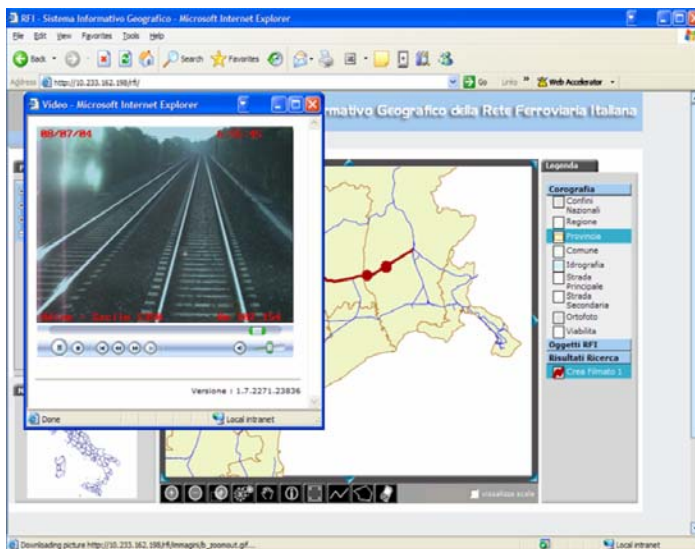 RFI - Sistema Informativo Geografico - Microsoft Internet Explorer
File Edit View Favorites Tools Help
Back Search Favorites
Address http://10.233.162.198/rfi/ Go Links » Web Accelerator
Video - Microsoft Internet Explorer
rmativo Geografico della Rete Ferroviaria Italiana
08/07/04
Legenda
Corografia
Confini
Nazionali
Regione
Provincie
Comune
Idrografia
Strada
Principale
Strada
Secondaria
Ortofoto
Viabilita
Oggetti RFI
Risultati Ricerca
Crea Filmato 1
Versione : 1.7.2271.23836
Done Local intranet
visualizza scale
Downloading picture http://10.233.162.198/rfi/immagini/b_zoomout.gif... Local intranet